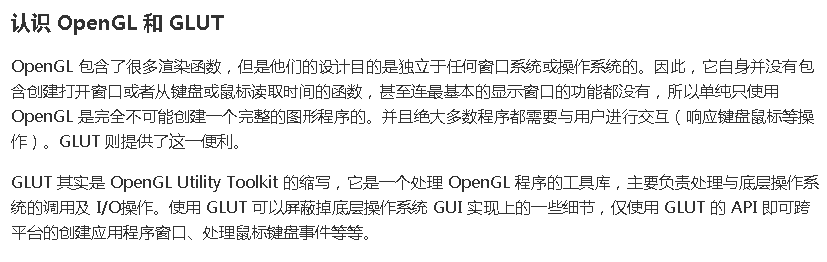 认识 OpenGL 和 GLUT
OpenGL 包含了很多渲染函数，但是他们的设计目的是独立于任何窗口系统或操作系统的。因此，它自身并没有包
含创建打开窗口或者从键盘或鼠标读取时间的函数，甚至连最基本的显示窗口的功能都没有，所以单纯只使用
OpenGL 是完全不可能创建一个完整的图形程序的。并且绝大多数程序都需要与用户进行交互（响应键盘鼠标等操
作）。GLUT 则提供了这一便利。
GLUT 其实是 OpenGL Utility Toolkit 的缩写，它是一个处理 OpenGL 程序的工具库，主要负责处理与底层操作系
统的调用及 I/O操作。使用 GLUT 可以屏蔽掉底层操作系统 GUI 实现上的一些细节，仅使用 GLUT 的 API 即可跨
平台的创建应用程序窗口、处理鼠标键盘事件等等。